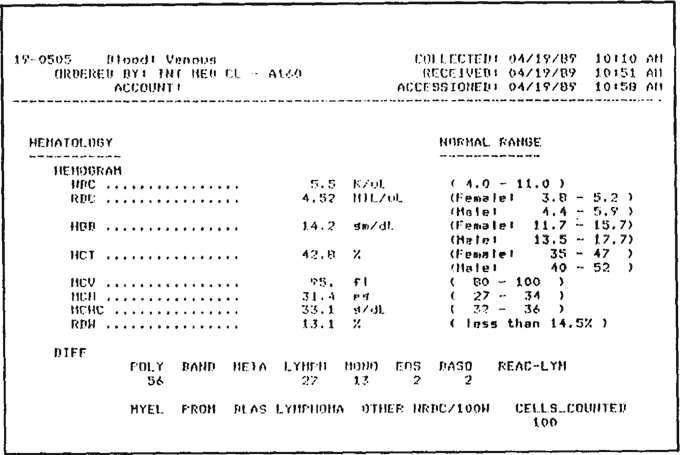 19-0505 Blood: Venous COLLECTED: 04/19/89 10:10 AM
ORDERED BY: INT MED CL - A160 RECEIVED: 04/19/89 10:51 AM
ACCOUNT: ACCESSIONED: 04/19/89 10:58 AM
HEMATOLOGY NORMAL RANGE
HEMOGRAM
WBC ................. 5.5 K/uL ( 4.0 - 11.0 )
RBC ................. 4.52 MIL/uL (Female: 3.8 - 5.2 )
(Male: 4.4 - 5.9 )
HGB ................. 14.2 gm/dL (Female: 11.7 - 15.7)
(Male: 13.5 - 17.7)
HCT ................. 42.8 % (Female: 35 - 47 )
(Male: 40 - 52 )
MCV ................. 95. fl ( 80 - 100 )
MCH ................. 31.4 pg ( 27 - 34 )
MCHC ................. 33.1 g/dL ( 32 - 36 )
RDW ................. 13.1 % ( less than 14.5% )
DIFF
POLY BAND META LYMPH MONO EOS BASO REAC-LYM
56 27 13 2 2
MYEL PROM BLAS LYMPHOMA OTHER NRBC/100W CELLS_COUNTED
100